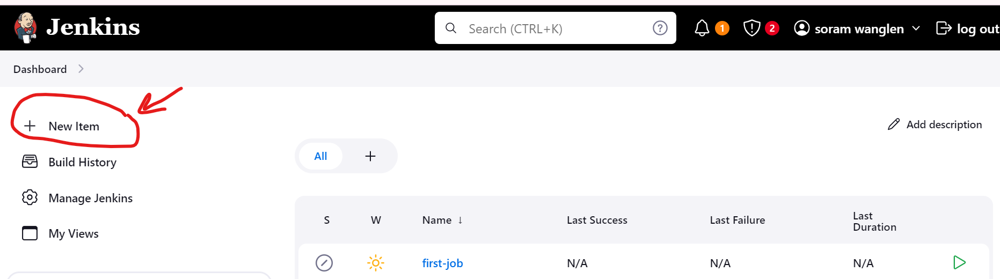 Jenkins
Search (CTRL+K)
1
2
soram wanglen
log out
Dashboard
New Item
Add description
Build History
All
Manage Jenkins
My Views
S W Name ↓ Last Success Last Failure Last Duration
first-job N/A N/A N/A